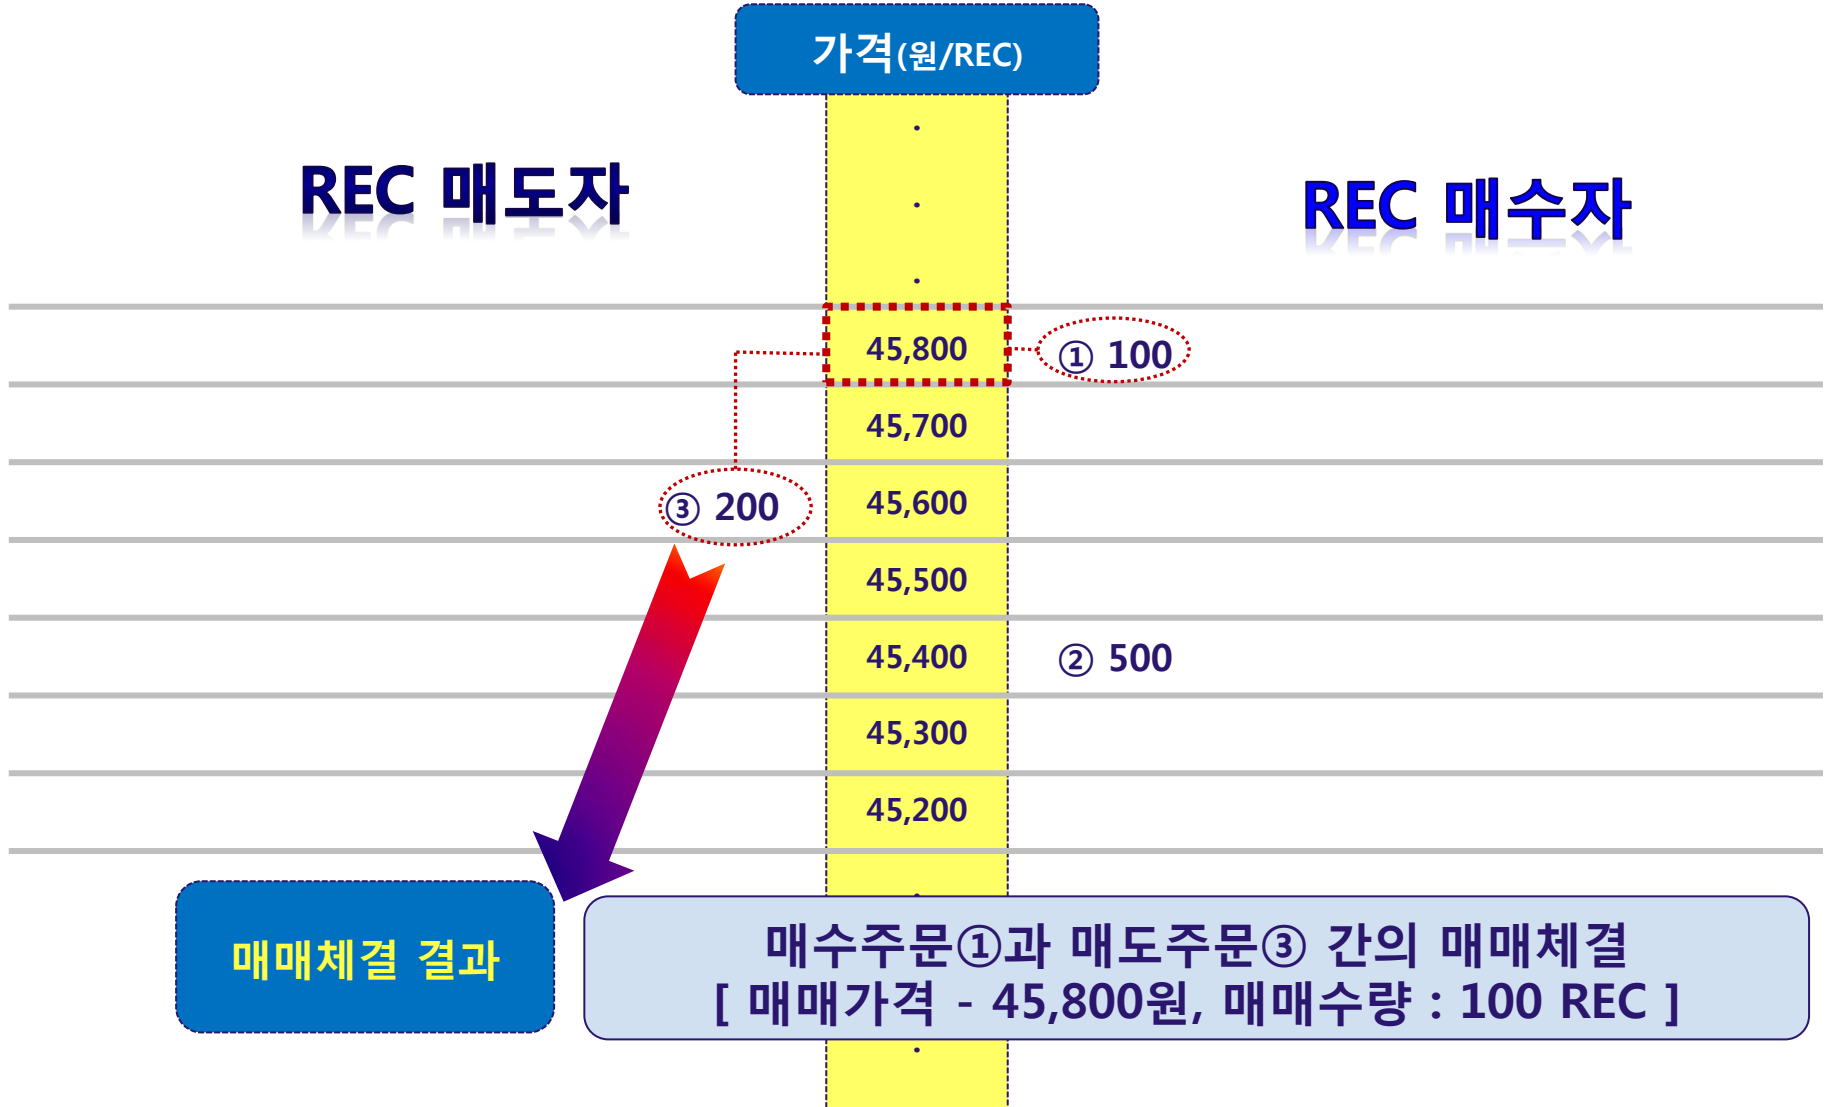 가격(원/REC)
REC 매도자
REC 매수자
45,800
① 100
45,700
③ 200
45,600
45,500
45,400
② 500
45,300
45,200
매매체결 결과
매수주문①과 매도주문③ 간의 매매체결
[ 매매가격 - 45,800원, 매매수량 : 100 REC ]